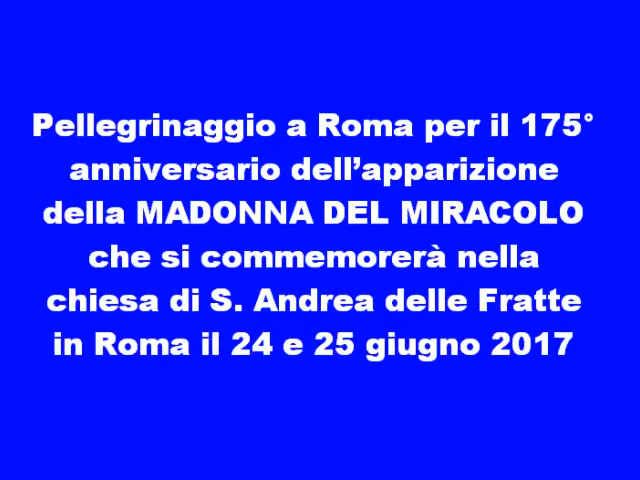 Pellegrinaggio a Roma per il 175°
anniversario dell’apparizione
della MADONNA DEL MIRACOLO
che si commemorerà nella
chiesa di S. Andrea delle Fratte
in Roma il 24 e 25 giugno 2017